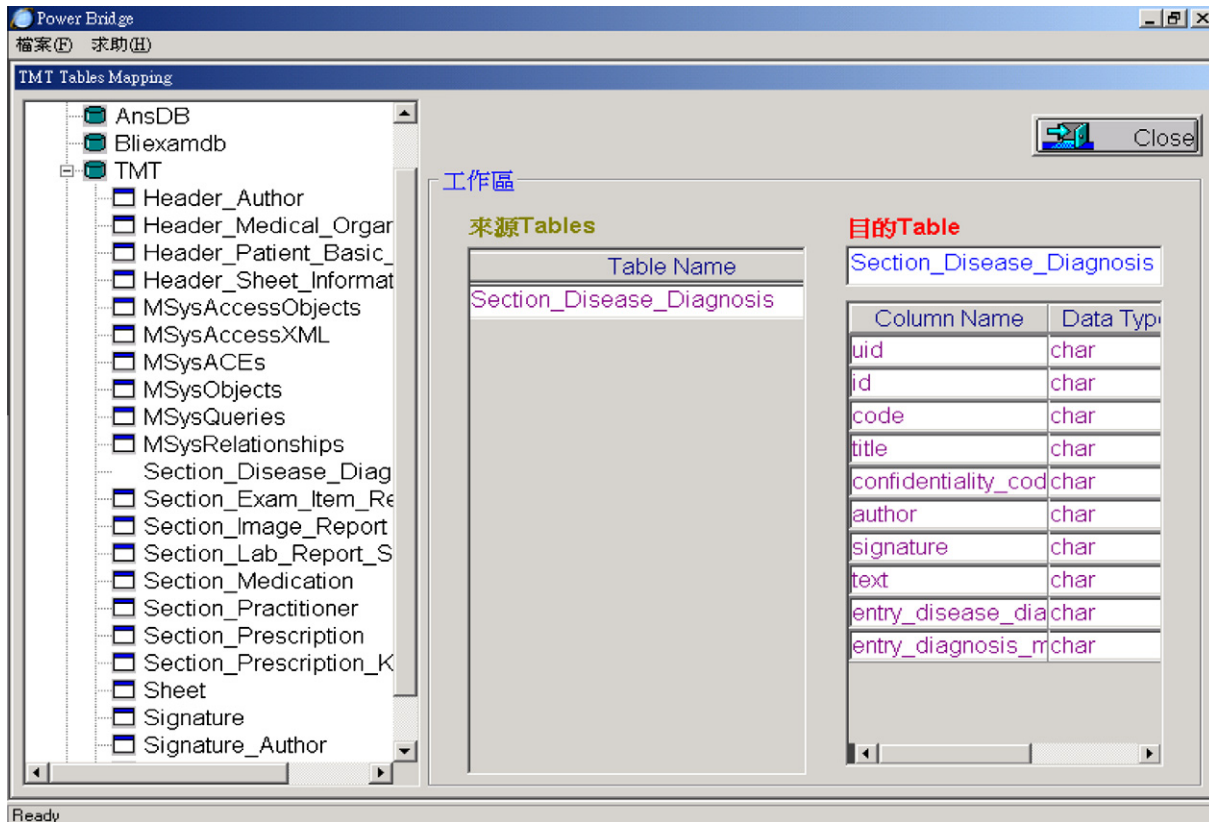 Power Bridge
檔案(F) 求助(H)
TMT Tables Mapping
AnsDB
Bliexamdb
TMT
Header_Author
Header_Medical_Orgar
Header_Patient_Basic_
Header_Sheet_Informat
MSysAccessObjects
MSysAccessXML
MSysACEs
MSysObjects
MSysQueries
MSysRelationships
Section_Disease_Diag
Section_Exam_Item_Re
Section_Image_Report
Section_Lab_Report_S
Section_Medication
Section_Practitioner
Section_Prescription
Section_Prescription_K
Sheet
Signature
Signature_Author
Close
工作區
來源Tables
Table Name
Section_Disease_Diagnosis
目的Table
Section_Disease_Diagnosis
Column Name Data Type
uid char
id char
code char
title char
confidentiality_cod char
author char
signature char
text char
entry_disease_dia char
entry_diagnosis_m char
Ready